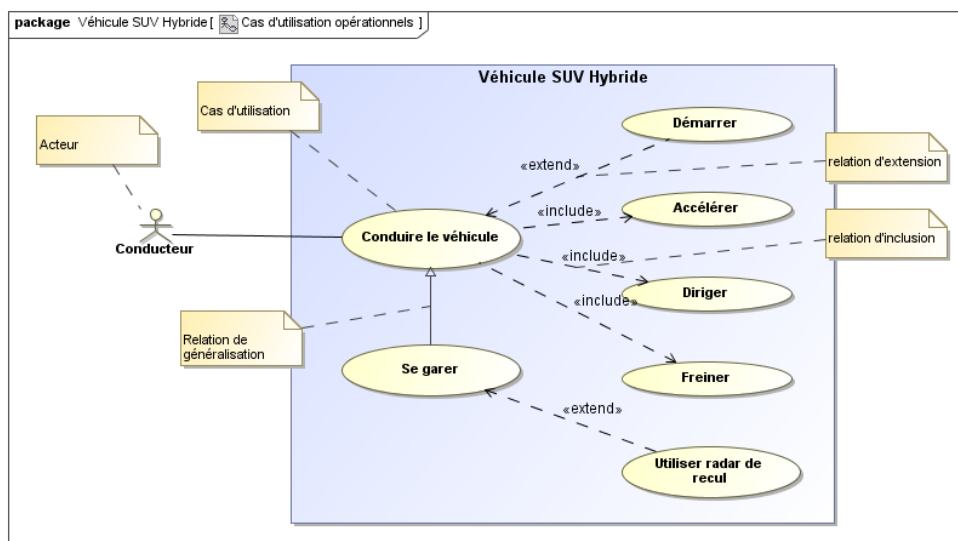 package Véhicule SUV Hybride [ Cas d'utilisation opérationnels ]
Véhicule SUV Hybride
Cas d'utilisation
Démarrer
Acteur
«extend»
relation d'extension
«include»
Accélérer
Conduire le véhicule
relation d'inclusion
Conducteur
«include»
Diriger
«include»
Relation de
généralisation
Se garer
Freiner
«extend»
Utiliser radar de
recul